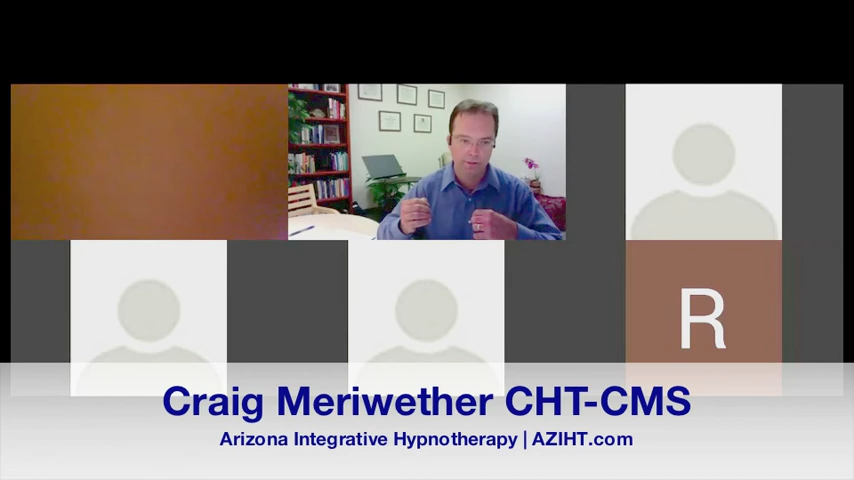 R
Craig Meriwether CHT-CMS
Arizona Integrative Hypnotherapy | AZIHT.com